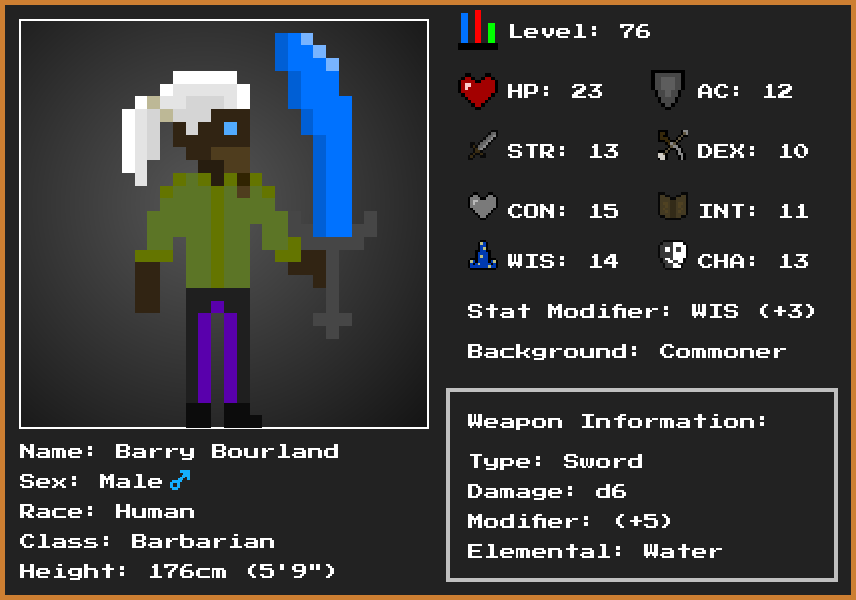 Level: 76
HP: 23 AC: 12
STR: 13 DEX: 10
CON: 15 INT: 11
WIS: 14 CHA: 13
Stat Modifier: WIS (+3)
Background: Commoner
Weapon Information:
Type: Sword
Damage: d6
Modifier: (+5)
Elemental: Water
Name: Barry Bourland
Sex: Male ♂
Race: Human
Class: Barbarian
Height: 176cm (5'9")